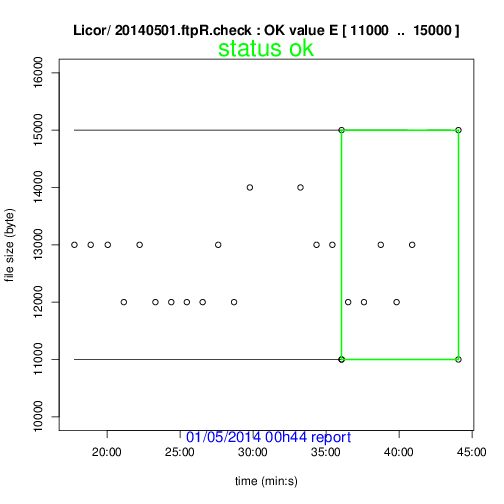 Licor/ 20140501.ftpR.check : OK value E [ 11000 .. 15000 ]
status ok
file size (byte)
16000
15000
14000
13000
12000
11000
10000
01/05/2014 00h44 report
20:00 25:00 30:00 35:00 40:00 45:00
time (min:s)